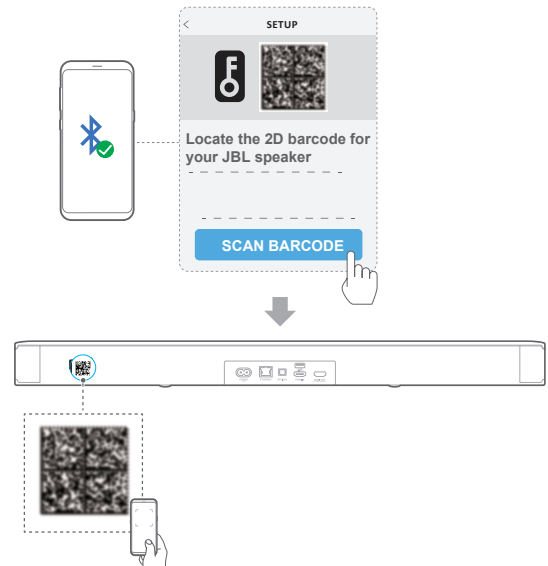 < SETUP
Locate the 2D barcode for
your JBL speaker
SCAN BARCODE